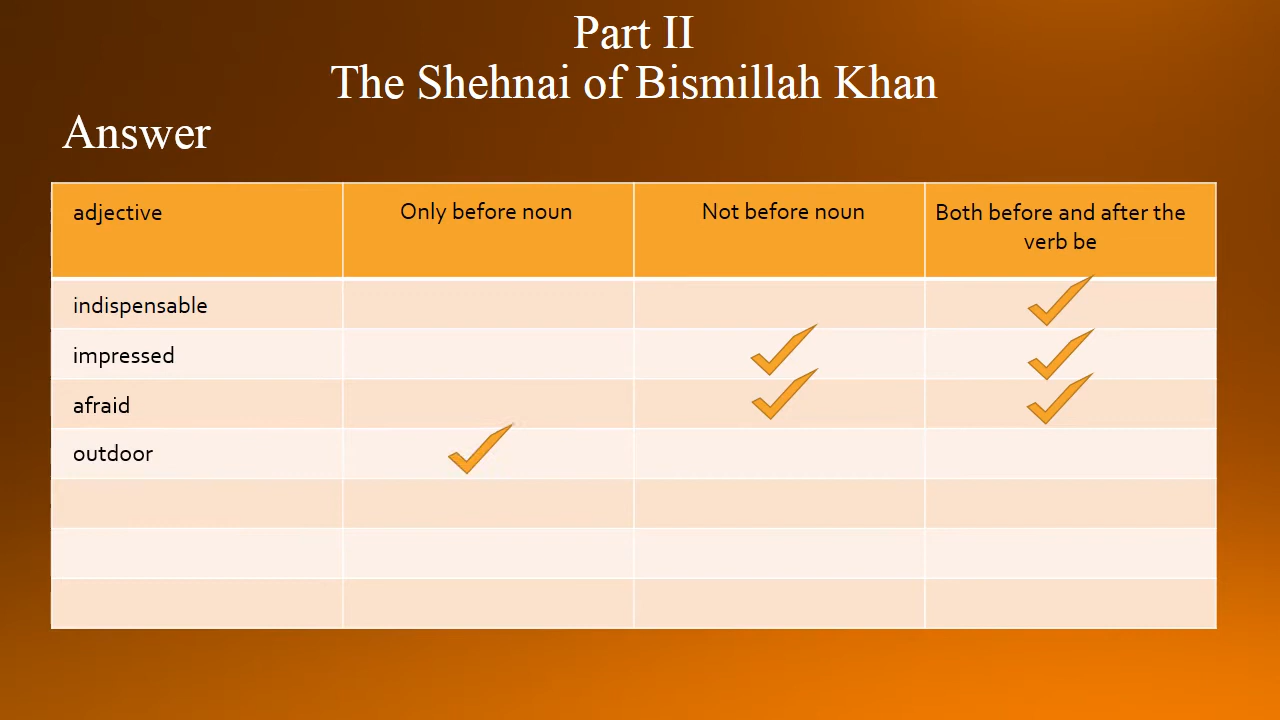 Part II
The Shehnai of Bismillah Khan
Answer
adjective
Only before noun
Not before noun
Both before and after the
verb be
indispensable
impressed
afraid
outdoor